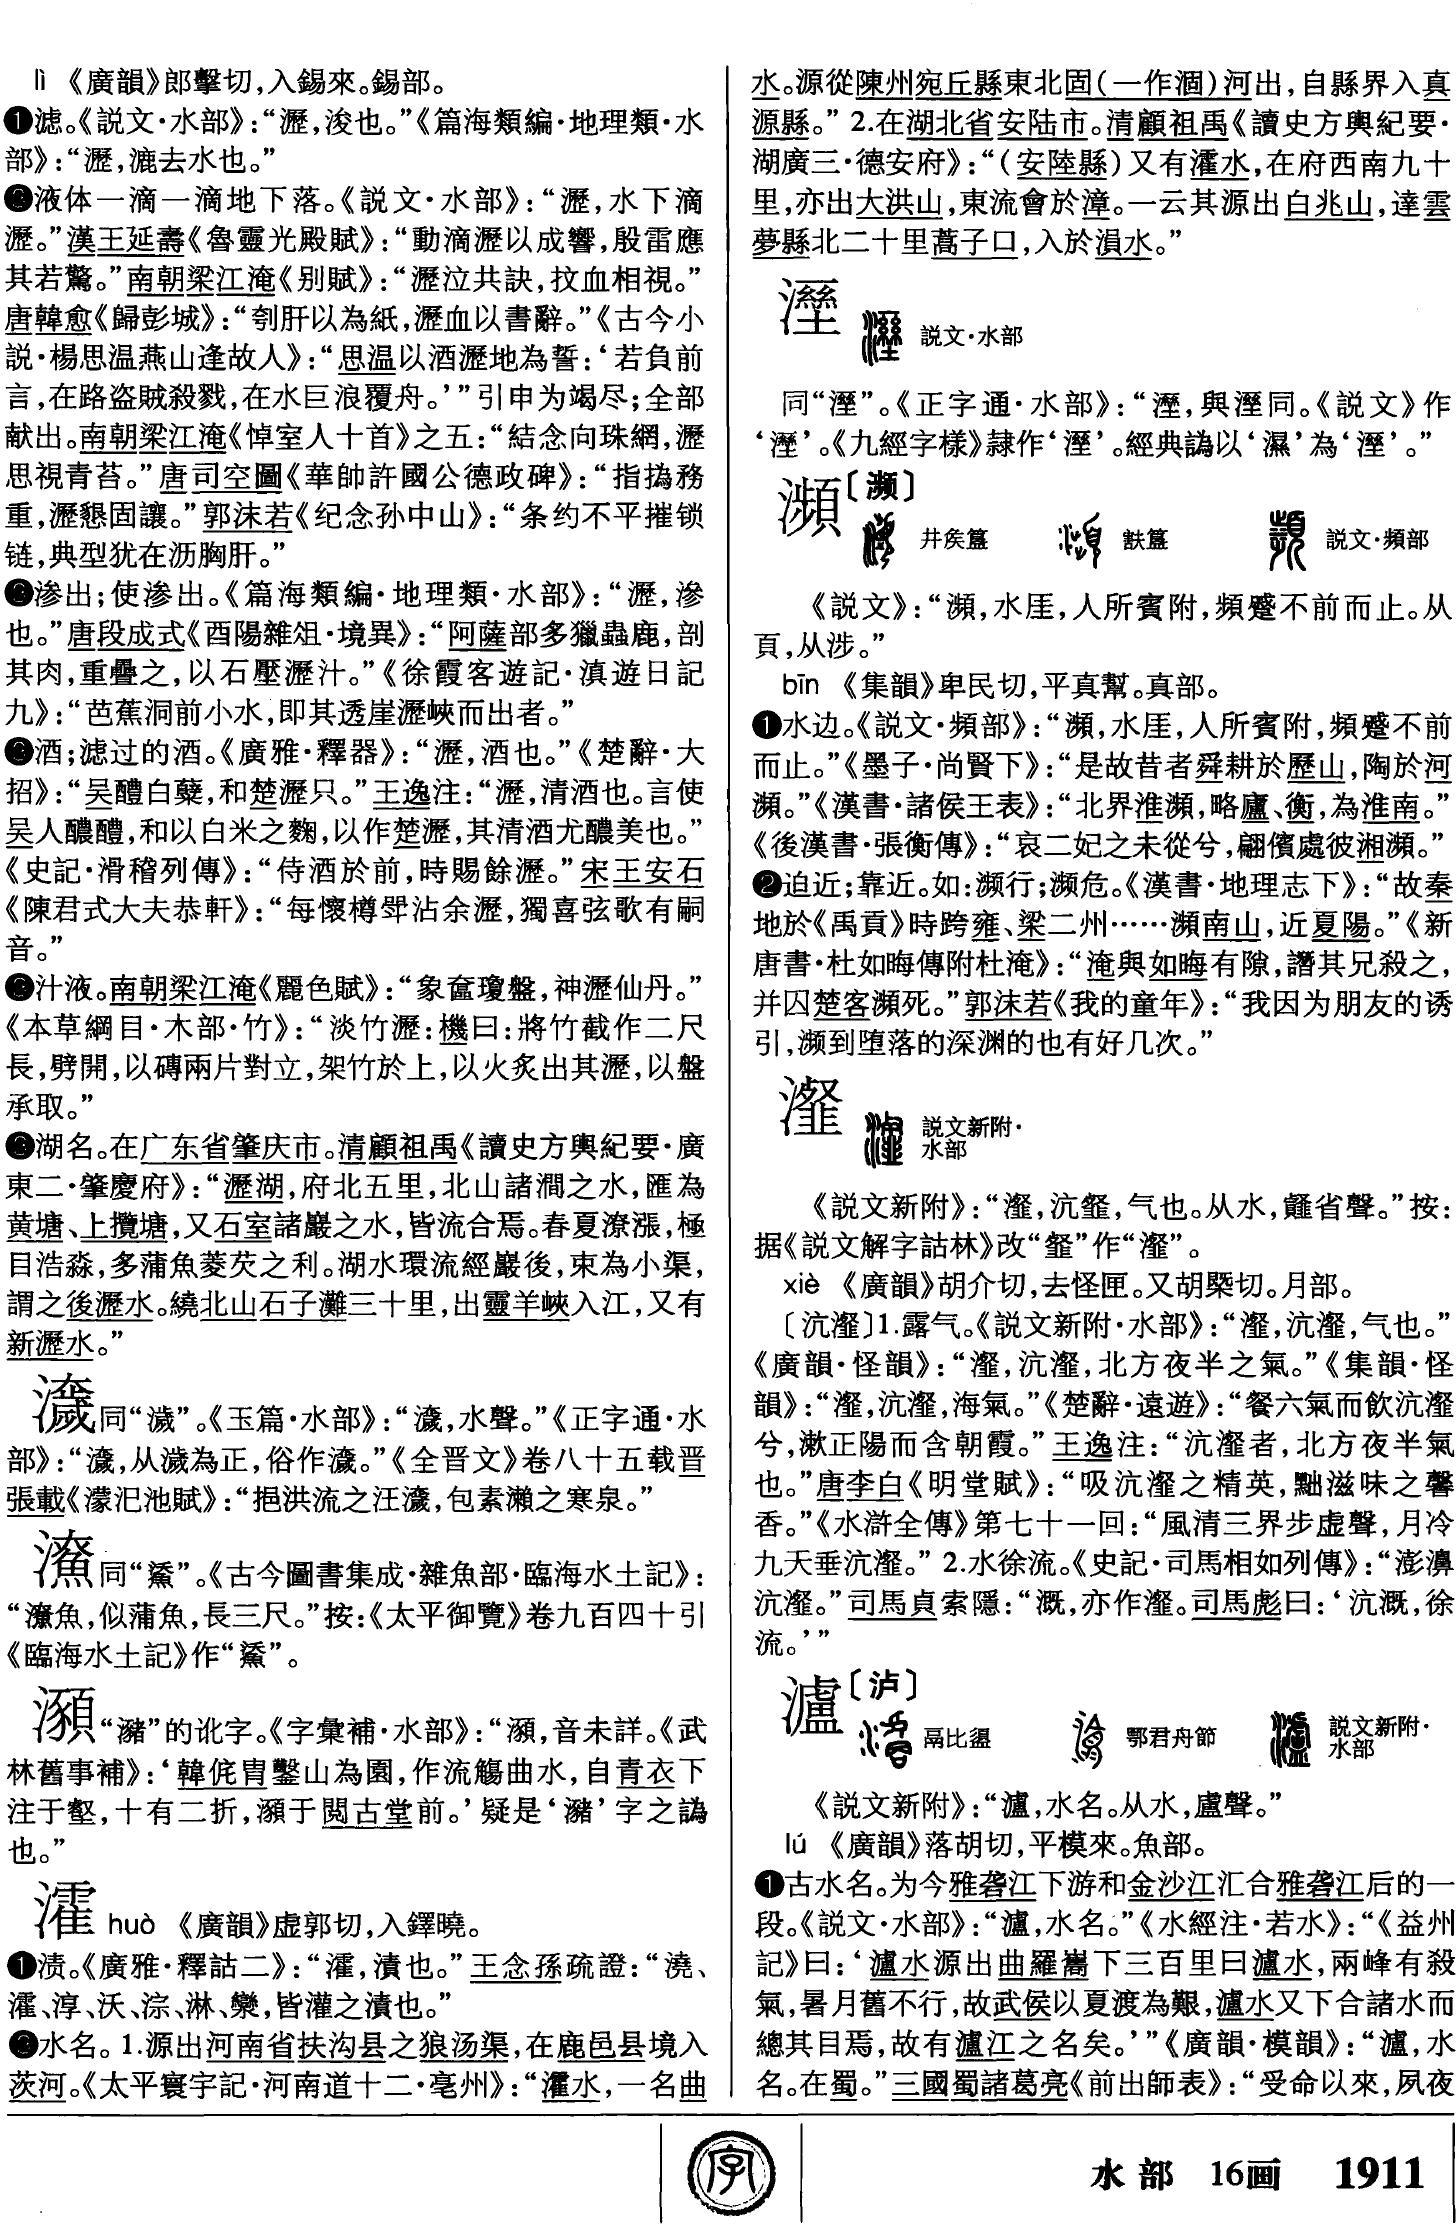 lì 《廣韻》郎擊切,入錫來。錫部。
❶滤。《説文·水部》:“瀝,浚也。”《篇海類編·地理類·水
部》:“瀝,漉去水也。”
❷液体一滴一滴地下落。《説文·水部》:“瀝,水下滴
瀝。”漢王延壽《魯靈光殿賦》:“動滴瀝以成響,殷雷應
其若驚。”南朝梁江淹《别賦》:“瀝泣共訣,抆血相視。”
唐韓愈《歸彭城》:“刳肝以為紙,瀝血以書辭。”《古今小
説·楊思温燕山逢故人》:“思温以酒瀝地為誓:‘若負前
言,在路盗賊殺戮,在水巨浪覆舟。’”引申为竭尽;全部
献出。南朝梁江淹《悼室人十首》之五:“結念向珠網,瀝
思視青苔。”唐司空圖《華帥許國公德政碑》:“指撝務
重,瀝懇固讓。”郭沫若《纪念孙中山》:“条约不平摧锁
链,典型犹在沥胸肝。”
渗出;使渗出。《篇海類編·地理類·水部》:“瀝,滲
也。”唐段成式《酉陽雜俎·境異》:“阿薩部多獵蟲鹿,剖
其肉,重疊之,以石壓瀝汁。”《徐霞客遊記·滇遊日記
九》:“芭蕉洞前小水,即其透崖瀝峽而出者。”
酒;滤过的酒。《廣雅·釋器》:“瀝,酒也。”《楚辭·大
招》:“吴醴白糵,和楚瀝只。”王逸注:“瀝,清酒也。言使
吴人醲醴,和以白米之麴,以作楚瀝,其清酒尤醲美也。”
《史記·滑稽列傳》:“侍酒於前,時賜餘瀝。”宋王安石
《陳君式大夫恭軒》:“每懷樽斝沾余瀝,獨喜弦歌有嗣
音。”
汁液。南朝梁江淹《麗色賦》:“象奩瓊盤,神瀝仙丹。”
《本草綱目·木部·竹》:“淡竹瀝:機曰:將竹截作二尺
長,劈開,以磚兩片對立,架竹於上,以火炙出其瀝,以盤
承取。”
湖名。在广东省肇庆市。清顧祖禹《讀史方輿紀要·廣
東二·肇慶府》:“瀝湖,府北五里,北山諸澗之水,匯為
黄塘、上攬塘,又石室諸巖之水,皆流合焉。春夏潦漲,極
目浩淼,多蒲魚菱芡之利。湖水環流經巖後,束為小渠,
謂之後瀝水。繞北山石子灘三十里,出靈羊峽入江,又有
新瀝水。”
瀻同“濊”。《玉篇·水部》:“,水聲。”《正字通·水
部》:“,从濊為正,俗作。”《全晋文》卷八十五载晋
張載《濛汜池賦》:“挹洪流之汪,包素瀨之寒泉。”
同“鯊”。《古今圖書集成·雜魚部·臨海水土記》:
“魚,似蒲魚,長三尺。”按:《太平御覽》卷九百四十引
《臨海水土記》作“”。
“瀦”的讹字。《字彙補·水部》:“,音未詳。《武
林舊事補》:‘韓侂胄鑿山為園,作流觴曲水,自青衣下
注于壑,十有二折,于閲古堂前。’疑是‘瀦’字之譌
也。”
瀖 huò 《廣韻》虚郭切,入鐸曉。
❶渍。《廣雅·釋詁二》:“瀖,漬也。”王念孫疏證:“澆、
瀖、淳、沃、淙、淋、灓,皆灌之漬也。”
❷水名。1.源出河南省扶沟县之狼汤渠,在鹿邑县境入
茨河。《太平寰宇記·河南道十二·亳州》:“瀖水,一名曲
水。源從陳州宛丘縣東北固(一作涸)河出,自縣界入真
源縣。” 2.在湖北省安陆市。清顧祖禹《讀史方輿紀要·
湖廣三·德安府》:“(安陸縣)又有瀖水,在府西南九十
里,亦出大洪山,東流會於漳。一云其源出白兆山,達雲
夢縣北二十里蒿子口,入於溳水。”
説文·水部
同“溼”。《正字通·水部》:“,與溼同。《説文》作
‘溼’。《九經字樣》隸作‘溼’。經典譌以‘濕’為‘溼’。”
瀕〔濒〕
井矦簋 㝬簋 説文·頻部
《説文》:“瀕,水厓,人所賓附,頻蹙不前而止。从
頁,从涉。”
bīn 《集韻》卑民切,平真幫。真部。
❶水边。《説文·頻部》:“瀕,水厓,人所賓附,頻蹙不前
而止。”《墨子·尚賢下》:“是故昔者舜耕於歷山,陶於河
瀕。”《漢書·諸侯王表》:“北界淮瀕,略廬、衡,為淮南。”
《後漢書·張衡傳》:“哀二妃之未從兮,翩儐處彼湘瀕。”
❷迫近;靠近。如:濒行;濒危。《漢書·地理志下》:“故秦
地於《禹貢》時跨雍、梁二州……瀕南山,近夏陽。”《新
唐書·杜如晦傳附杜淹》:“淹與如晦有隙,譖其兄殺之,
并囚楚客瀕死。”郭沫若《我的童年》:“我因为朋友的诱
引,濒到堕落的深渊的也有好几次。”
瀣
説文新附·
水部
《説文新附》:“瀣,沆韰,气也。从水,韰省聲。”按:
据《説文解字詁林》改“韰”作“瀣”。
xiè 《廣韻》胡介切,去怪匣。又胡槩切。月部。
〔沆瀣〕1.露气。《説文新附·水部》:“瀣,沆瀣,气也。”
《廣韻·怪韻》:“瀣,沆瀣,北方夜半之氣。”《集韻·怪
韻》:“瀣,沆瀣,海氣。”《楚辭·遠遊》:“餐六氣而飲沆瀣
兮,漱正陽而含朝霞。”王逸注:“沆瀣者,北方夜半氣
也。”唐李白《明堂賦》:“吸沆瀣之精英,黜滋味之馨
香。”《水滸全傳》第七十一回:“風清三界步虚聲,月冷
九天垂沆瀣。” 2.水徐流。《史記·司馬相如列傳》:“澎濞
沆瀣。”司馬貞索隱:“溉,亦作瀣。司馬彪曰:‘沆溉,徐
流。’”
瀘〔泸〕
鬲比盨 鄂君舟節 説文新附·
水部
《説文新附》:“瀘,水名。从水,盧聲。”
lú 《廣韻》落胡切,平模來。魚部。
❶古水名。为今雅砻江下游和金沙江汇合雅砻江后的一
段。《説文·水部》:“瀘,水名。”《水經注·若水》:“《益州
記》曰:‘瀘水源出曲羅嶲下三百里曰瀘水,兩峰有殺
氣,暑月舊不行,故武侯以夏渡為艱,瀘水又下合諸水而
總其目焉,故有瀘江之名矣。’”《廣韻·模韻》:“瀘,水
名。在蜀。”三國蜀諸葛亮《前出師表》:“受命以來,夙夜
字
水部 16画 1911